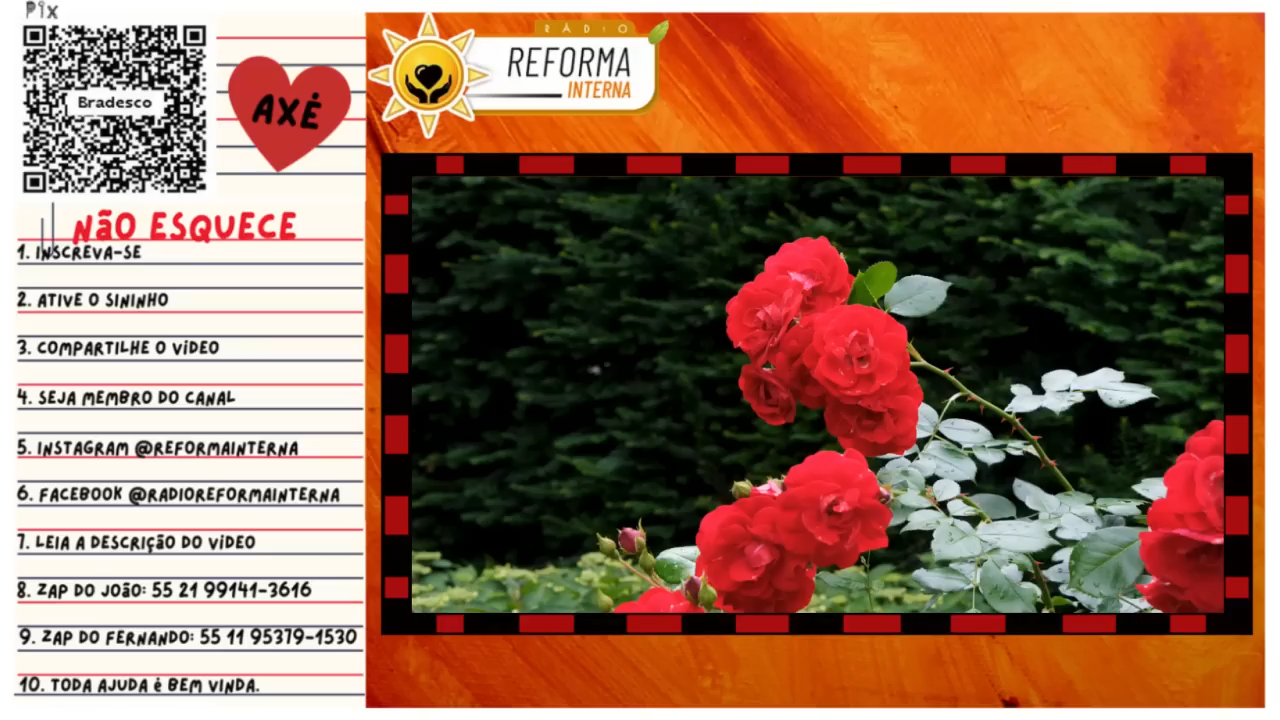 Pix
Bradesco
AXÉ
RÁDIO
REFORMA
INTERNA
NÃO ESQUECE
1. INSCREVA-SE
2. ATIVE O SININHO
3. COMPARTILHE O VÍDEO
4. SEJA MEMBRO DO CANAL
5. INSTAGRAM @REFORMAINTERNA
6. FACEBOOK @RADIOREFORMAINTERNA
7. LEIA A DESCRIÇÃO DO VÍDEO
8. ZAP DO JOÃO: 55 21 99141-3616
9. ZAP DO FERNANDO: 55 11 95379-1530
10. TODA AJUDA É BEM VINDA.